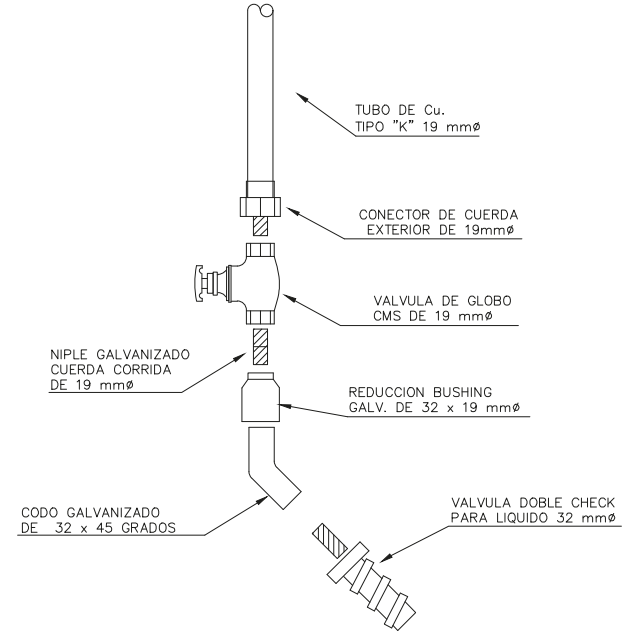 TUBO DE Cu.
TIPO "K" 19 mmø
CONECTOR DE CUERDA
EXTERIOR DE 19mmø
VALVULA DE GLOBO
CMS DE 19 mmø
NIPLE GALVANIZADO
CUERDA CORRIDA
DE 19 mmø
REDUCCION BUSHING
GALV. DE 32 x 19 mmø
CODO GALVANIZADO
DE 32 x 45 GRADOS
VALVULA DOBLE CHECK
PARA LIQUIDO 32 mmø